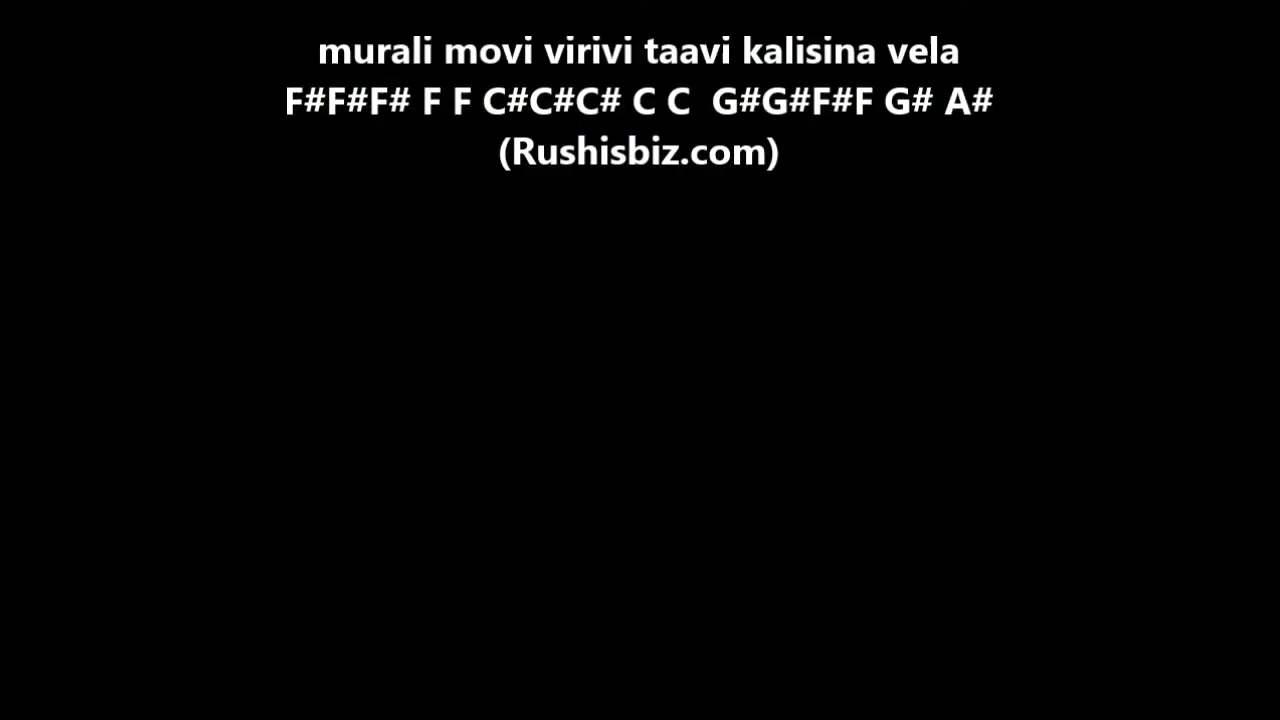 murali movi virivi taavi kalisina vela
F#F#F# F F C#C#C# C C  G#G#F#F G# A#
(Rushisbiz.com)